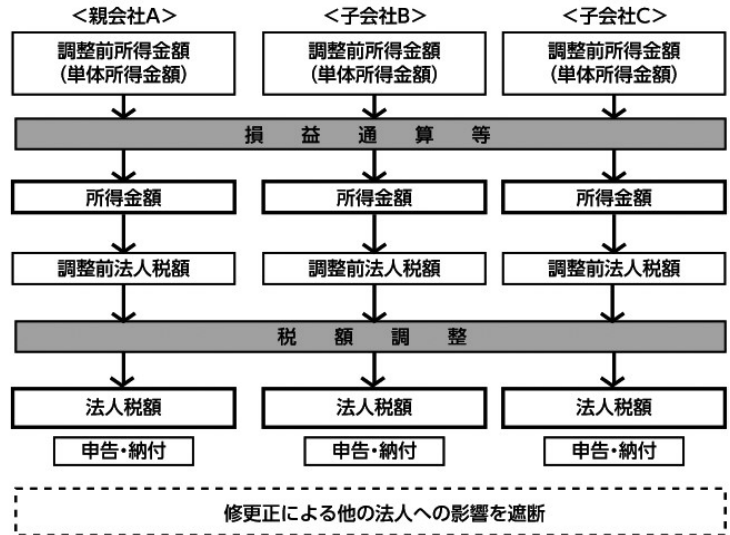 <親会社A> <子会社B> <子会社C>
調整前所得金額 調整前所得金額 調整前所得金額
(単体所得金額) (単体所得金額) (単体所得金額)
損益通算等
所得金額 所得金額 所得金額
調整前法人税額 調整前法人税額 調整前法人税額
税額調整
法人税額 法人税額 法人税額
申告・納付 申告・納付 申告・納付
修更正による他の法人への影響を遮断